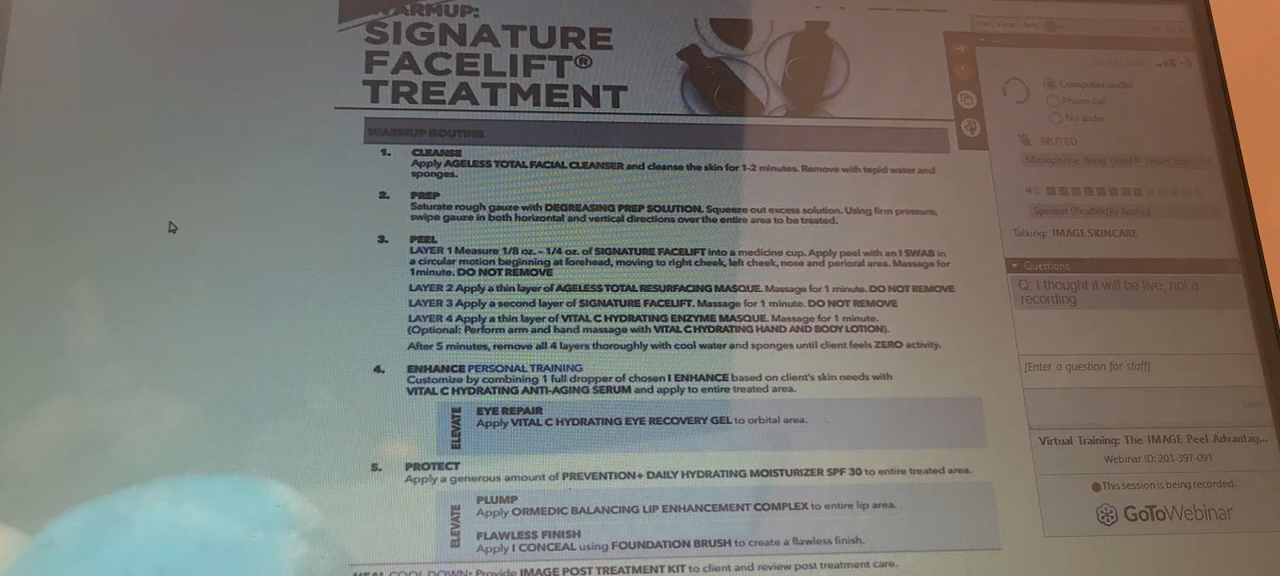 WARMUP:
SIGNATURE
FACELIFT®
TREATMENT
WARMUP ROUTINE
1. CLEANSE
Apply AGELESS TOTAL FACIAL CLEANSER and cleanse the skin for 1-2 minutes. Remove with tepid water and
sponges.
2. PREP
Saturate rough gauze with DEGREASING PREP SOLUTION. Squeeze out excess solution. Using firm pressure,
swipe gauze in both horizontal and vertical directions over the entire area to be treated.
3. PEEL
LAYER 1 Measure 1/8 oz. - 1/4 oz. of SIGNATURE FACELIFT into a medicine cup. Apply peel with an I SWAB in
a circular motion beginning at forehead, moving to right cheek, left cheek, nose and perioral area. Massage for
1minute. DO NOT REMOVE
LAYER 2 Apply a thin layer of AGELESS TOTAL RESURFACING MASQUE. Massage for 1 minute. DO NOT REMOVE
LAYER 3 Apply a second layer of SIGNATURE FACELIFT. Massage for 1 minute. DO NOT REMOVE
LAYER 4 Apply a thin layer of VITAL C HYDRATING ENZYME MASQUE. Massage for 1 minute.
(Optional: Perform arm and hand massage with VITAL C HYDRATING HAND AND BODY LOTION).
After 5 minutes, remove all 4 layers thoroughly with cool water and sponges until client feels ZERO activity.
4. ENHANCE PERSONAL TRAINING
Customize by combining 1 full dropper of chosen I ENHANCE based on client's skin needs with
VITAL C HYDRATING ANTI-AGING SERUM and apply to entire treated area.
ELEVATE
EYE REPAIR
Apply VITAL C HYDRATING EYE RECOVERY GEL to orbital area.
5. PROTECT
Apply a generous amount of PREVENTION+ DAILY HYDRATING MOISTURIZER SPF 30 to entire treated area.
ELEVATE
PLUMP
Apply ORMEDIC BALANCING LIP ENHANCEMENT COMPLEX to entire lip area.
FLAWLESS FINISH
Apply I CONCEAL using FOUNDATION BRUSH to create a flawless finish.
COOL DOWN: Provide IMAGE POST TREATMENT KIT to client and review post treatment care.
File View Help
Computer audio
Phone call
No audio
MUTED
Microphone Array
Speaker (Realtek(R) Audio)
Talking: IMAGESKINCARE
Questions
Q: I thought it will be live, not a
recording
[Enter a question for staff]
Send
Virtual Training: The IMAGE Peel Advantag...
Webinar ID: 203-397-091
This session is being recorded.
GoToWebinar